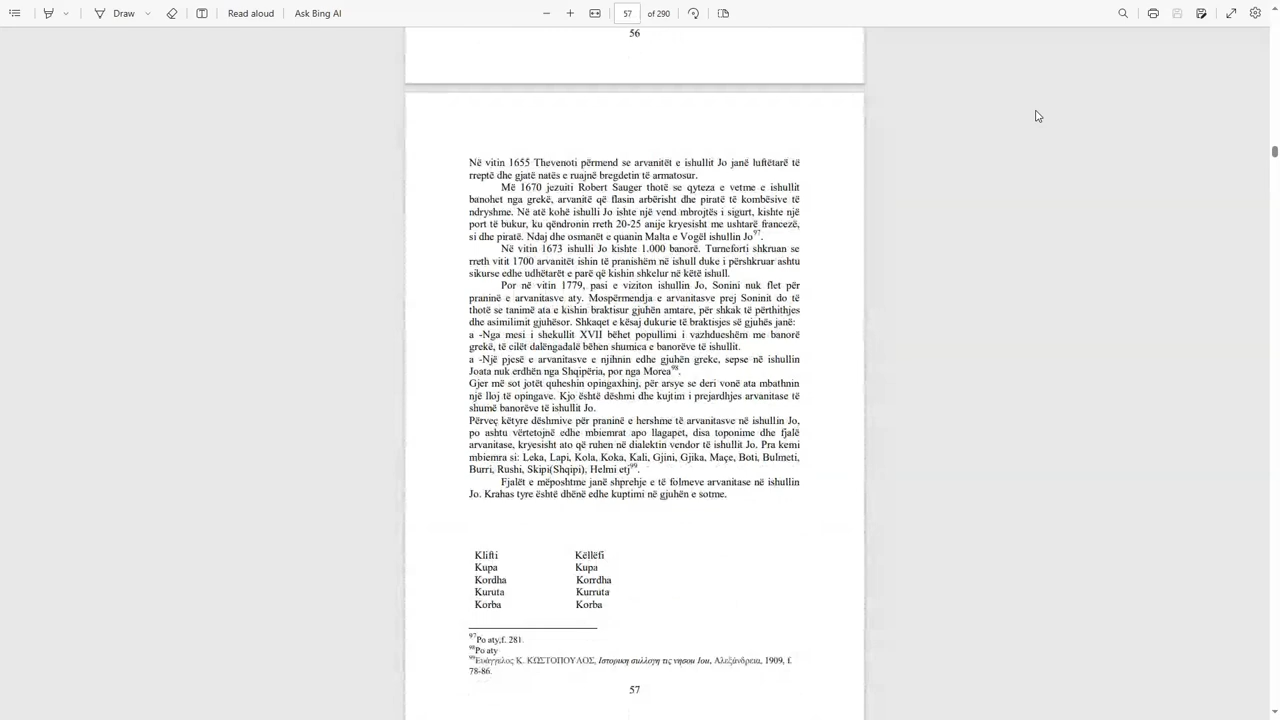 Draw
Read aloud
Ask Bing AI
57 of 290
56
Në vitin 1655 Thevenoti përmend se arvanitët e ishullit Jo janë luftëtarë të
rreptë dhe gjatë natës e ruajnë bregdetin të armatosur.
Më 1670 jezuiti Robert Sauger thotë se qyteza e vetme e ishullit
banohet nga grekë, arvanitë që flasin arbërisht dhe piratë të kombësive të
ndryshme. Në atë kohë ishulli Jo ishte një vend mbrojtës i sigurt, kishte një
port të bukur, ku qëndronin rreth 20-25 anije kryesisht me ushtarë francezë,
si dhe piratë. Ndaj dhe osmanët e quanin Malta e Vogël ishullin Jo97.
Në vitin 1673 ishulli Jo kishte 1.000 banorë. Turneforti shkruan se
rreth vitit 1700 arvanitët ishin të pranishëm në ishull duke i përshkruar ashtu
sikurse edhe udhëtarët e parë që kishin shkelur në këtë ishull.
Por në vitin 1779, pasi e viziton ishullin Jo, Sonini nuk flet për
praninë e arvanitasve aty. Mospërmendja e arvanitasve prej Soninit do të
thotë se tanimë ata e kishin braktisur gjuhën amtare, për shkak të përthithjes
dhe asimilimit gjuhësor. Shkaqet e kësaj dukurie të braktisjes së gjuhës janë:
a -Nga mesi i shekullit XVII bëhet popullimi i vazhdueshëm me banorë
grekë, të cilët dalëngadalë bëhen shumica e banorëve të ishullit.
a -Një pjesë e arvanitasve e njihnin edhe gjuhën greke, sepse në ishullin
Joata nuk erdhën nga Shqipëria, por nga Morea98.
Gjer më sot jotët quheshin opingaxhinj, për arsye se deri vonë ata mbathnin
një lloj të opingave. Kjo është dëshmi dhe kujtim i prejardhjes arvanitase të
shumë banorëve të ishullit Jo.
Përveç këtyre dëshmive për praninë e hershme të arvanitasve në ishullin Jo,
po ashtu vërtetojnë edhe mbiemrat apo llagapet, disa toponime dhe fjalë
arvanitase, kryesisht ato që ruhen në dialektin vendor të ishullit Jo. Pra kemi
mbiemra si: Leka, Lapi, Kola, Koka, Kali, Gjini, Gjika, Maçe, Boti, Bulmeti,
Burri, Rushi, Skipi(Shqipi), Helmi etj99.
Fjalët e mëposhtme janë shprehje e të folmeve arvanitase në ishullin
Jo. Krahas tyre është dhënë edhe kuptimi në gjuhën e sotme.
Klifti Këllëfi
Kupa Kupa
Kordha Korrdha
Kuruta Kurruta
Korba Korba
97Po aty,f. 281.
98Po aty
99Ευάγγελος Κ. ΚΩΣΤΟΠΟΥΛΟΣ, Ιστορικη συλλογη τις νησου Ιου, Αλεξάνδρεια, 1909, f.
78-86.
57